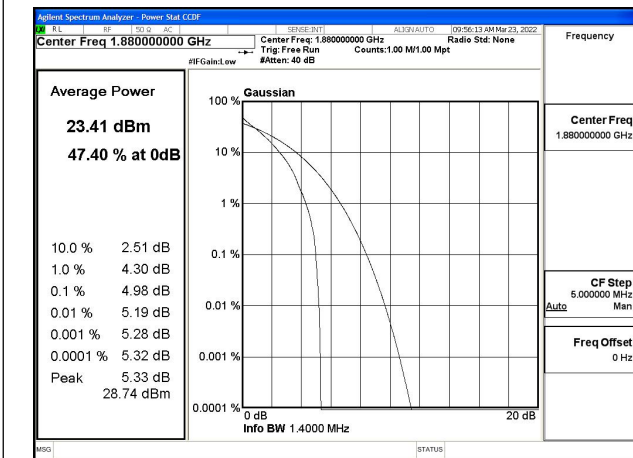 Agilent Spectrum Analyzer - Power Stat CCDF
RL RF 50 Ω AC SENSE:INT ALIGNAUTO 09:56:13 AM Mar 23, 2022
Center Freq 1.880000000 GHz
Center Freq: 1.880000000 GHz Radio Std: None
Trig: Free Run Counts:1.00 M/1.00 Mpt
#IFGain:Low #Atten: 40 dB
Frequency
Average Power
23.41 dBm
47.40 % at 0dB
10.0 % 2.51 dB
1.0 % 4.30 dB
0.1 % 4.98 dB
0.01 % 5.19 dB
0.001 % 5.28 dB
0.0001 % 5.32 dB
Peak 5.33 dB
28.74 dBm
Gaussian
100 %
10 %
1 %
0.1 %
0.01 %
0.001 %
0.0001 %
0 dB 20 dB
Info BW 1.4000 MHz
Center Freq
1.880000000 GHz
CF Step
5.000000 MHz
Auto Man
Freq Offset
0 Hz
MSG STATUS